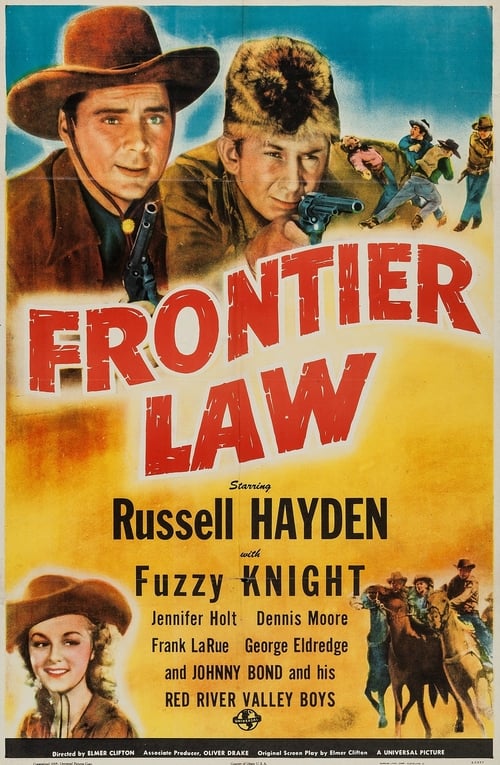 FRONTIER
LAW
Starring
Russell HAYDEN
with
Fuzzy KNIGHT
Jennifer Holt Dennis Moore
Frank LaRue George Eldredge
and JOHNNY BOND and his
RED RIVER VALLEY BOYS
UNIVERSAL
Directed by ELMER CLIFTON Associate Producer, OLIVER DRAKE Original Screen Play by Elmer Clifton A UNIVERSAL PICTURE